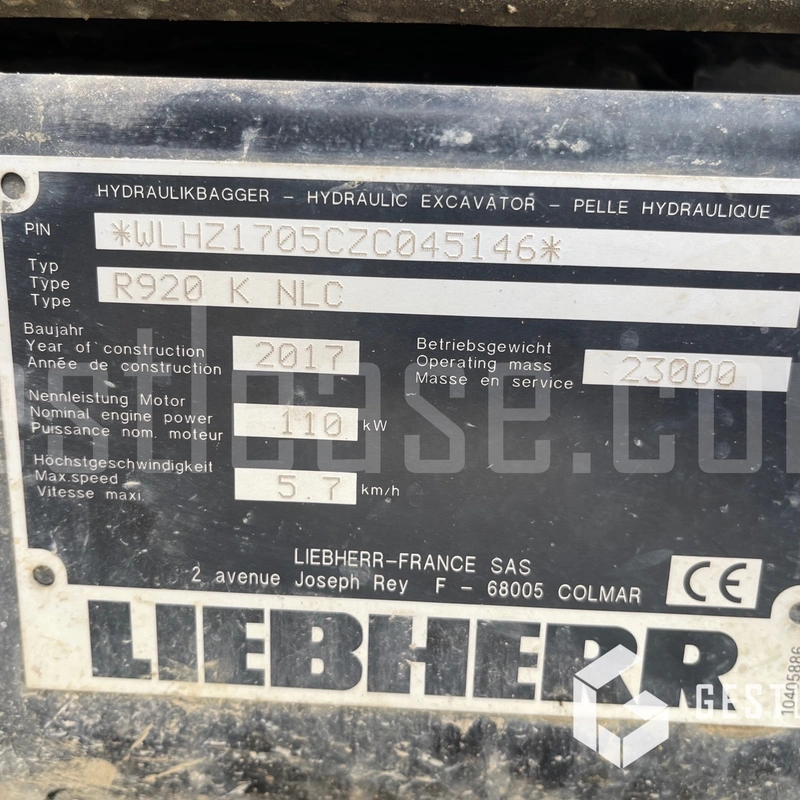 HYDRAULIKBAGGER – HYDRAULIC EXCAVATOR – PELLE HYDRAULIQUE
PIN *WLHZ1705CZC045146*
Typ
Type R920 K NLC
Type
Baujahr
Year of construction 2017
Année de construction
Betriebsgewicht
Operating mass 23000
Masse en service
Nennleistung Motor
Nominal engine power 110 kW
Puissance nom. moteur
Höchstgeschwindigkeit
Max.speed 5.7 km/h
Vitesse maxi.
LIEBHERR–FRANCE SAS
2 avenue Joseph Rey F – 68005 COLMAR
CE
LIEBHERR
10405886